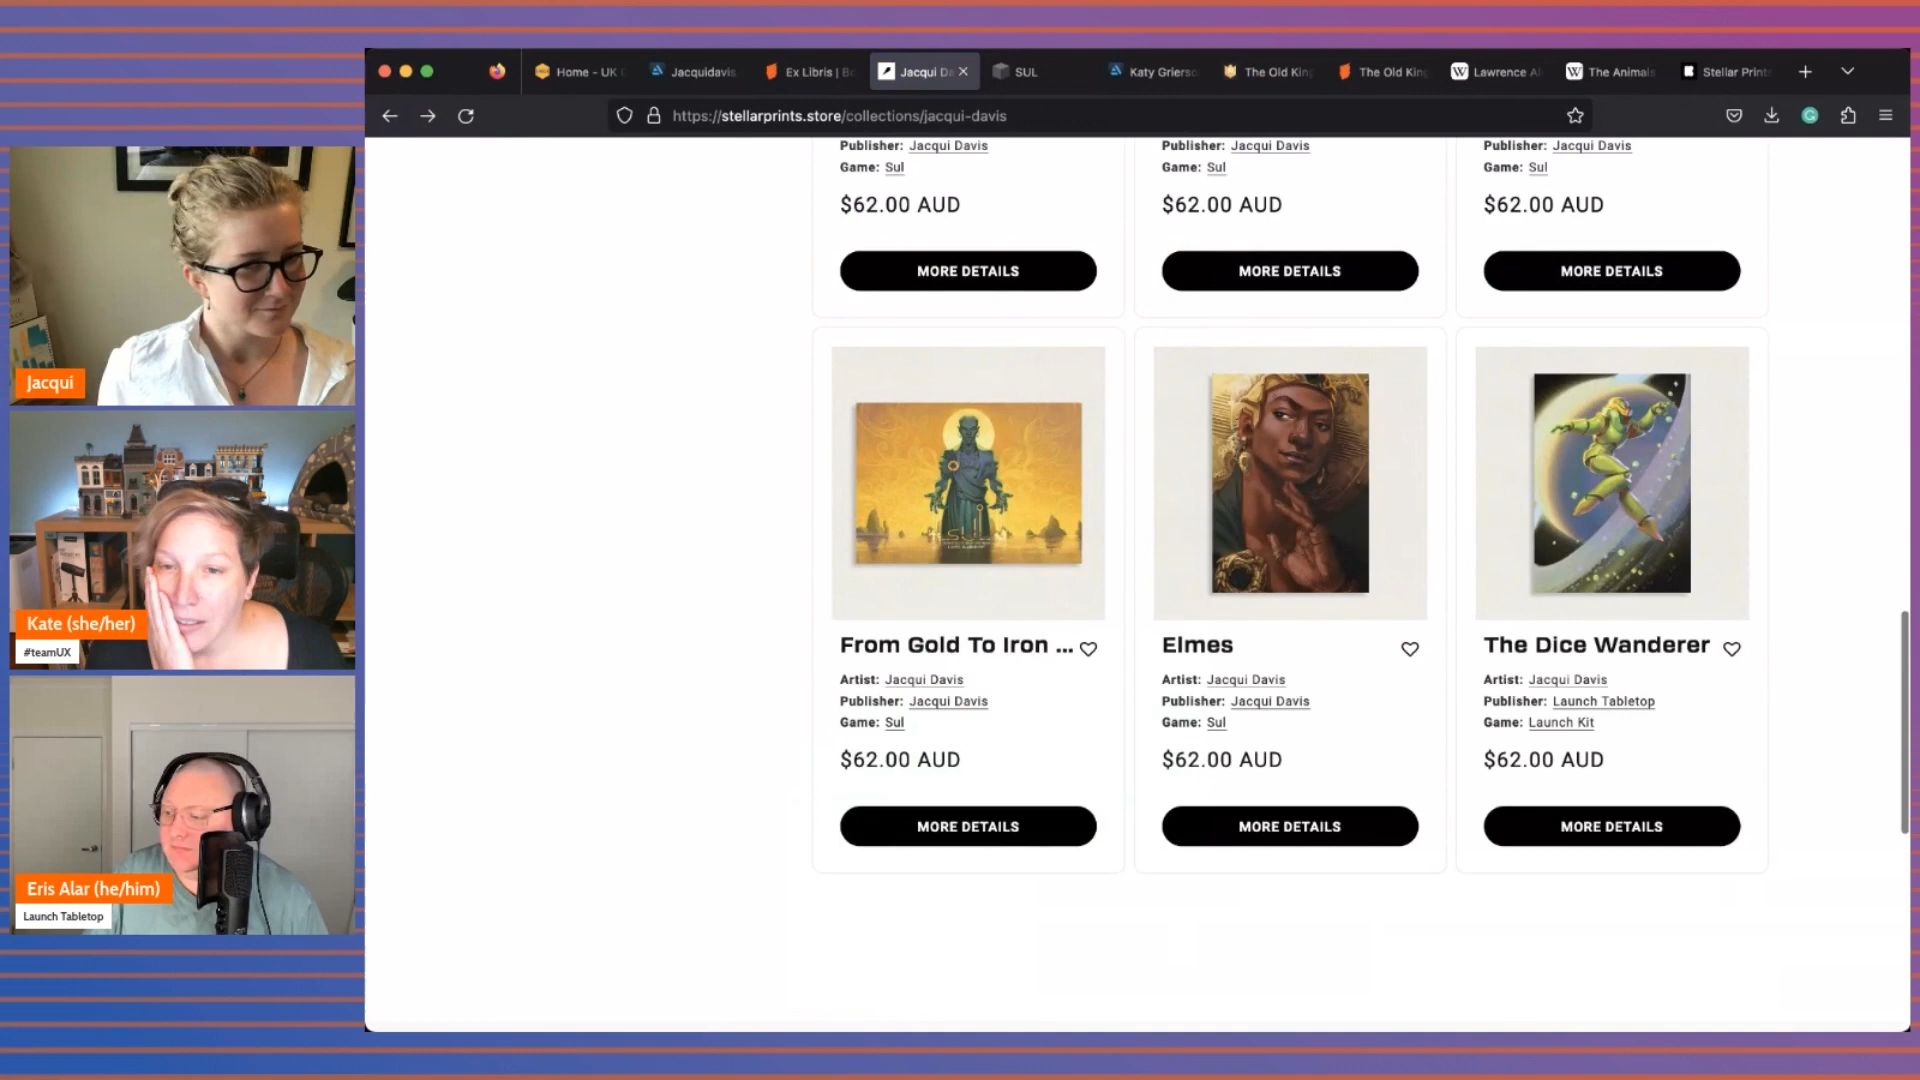 Home - UK
Jacquidavis
Ex Libris | B
Jacqui Da
SUL
Katy Grierso
The Old King
The Old King
Lawrence Al
The Animals
Stellar Prints
https://stellarprints.store/collections/jacqui-davis
Publisher: Jacqui Davis
Game: Sul
$62.00 AUD
MORE DETAILS
Publisher: Jacqui Davis
Game: Sul
$62.00 AUD
MORE DETAILS
Publisher: Jacqui Davis
Game: Sul
$62.00 AUD
MORE DETAILS
From Gold To Iron ...
Artist: Jacqui Davis
Publisher: Jacqui Davis
Game: Sul
$62.00 AUD
MORE DETAILS
Elmes
Artist: Jacqui Davis
Publisher: Jacqui Davis
Game: Sul
$62.00 AUD
MORE DETAILS
The Dice Wanderer
Artist: Jacqui Davis
Publisher: Launch Tabletop
Game: Launch Kit
$62.00 AUD
MORE DETAILS
Jacqui
Kate (she/her)
#teamUX
Eris Alar (he/him)
Launch Tabletop